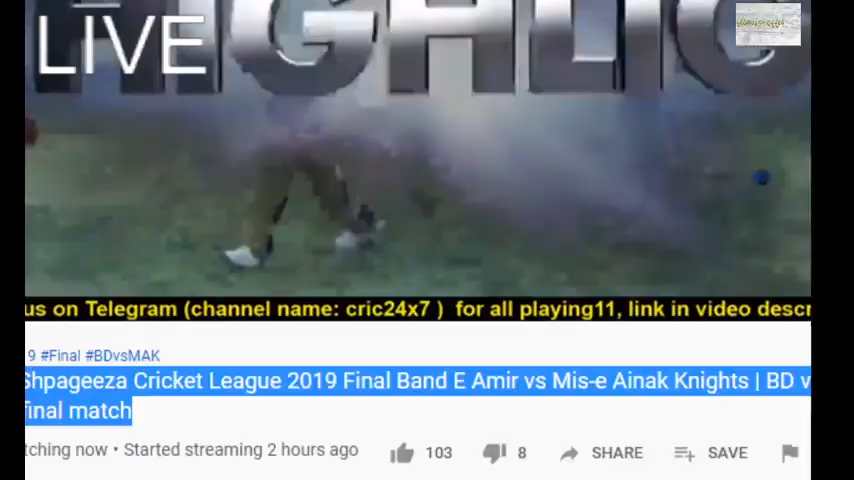 LIVE
HIGHLIG
us on Telegram (channel name: cric24x7 ) for all playing11, link in video descr
9 #Final #BDvsMAK
Shpageeza Cricket League 2019 Final Band E Amir vs Mis-e Ainak Knights | BD v
final match
tching now • Started streaming 2 hours ago 103 8 SHARE SAVE